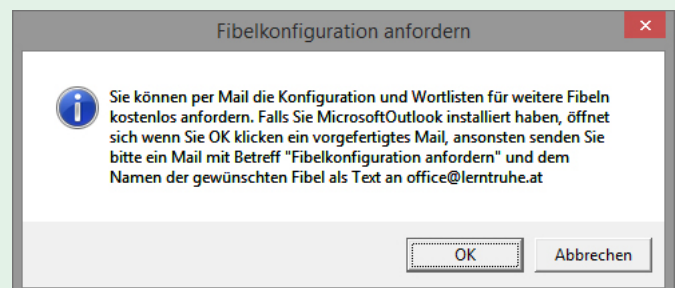 Fibelkonfiguration anfordern
Sie können per Mail die Konfiguration und Wortlisten für weitere Fibeln
kostenlos anfordern. Falls Sie MicrosoftOutlook installiert haben, öffnet
sich wenn Sie OK klicken ein vorgefertigtes Mail, ansonsten senden Sie
bitte ein Mail mit Betreff "Fibelkonfiguration anfordern" und dem
Namen der gewünschten Fibel als Text an office@lerntruhe.at
OK Abbrechen